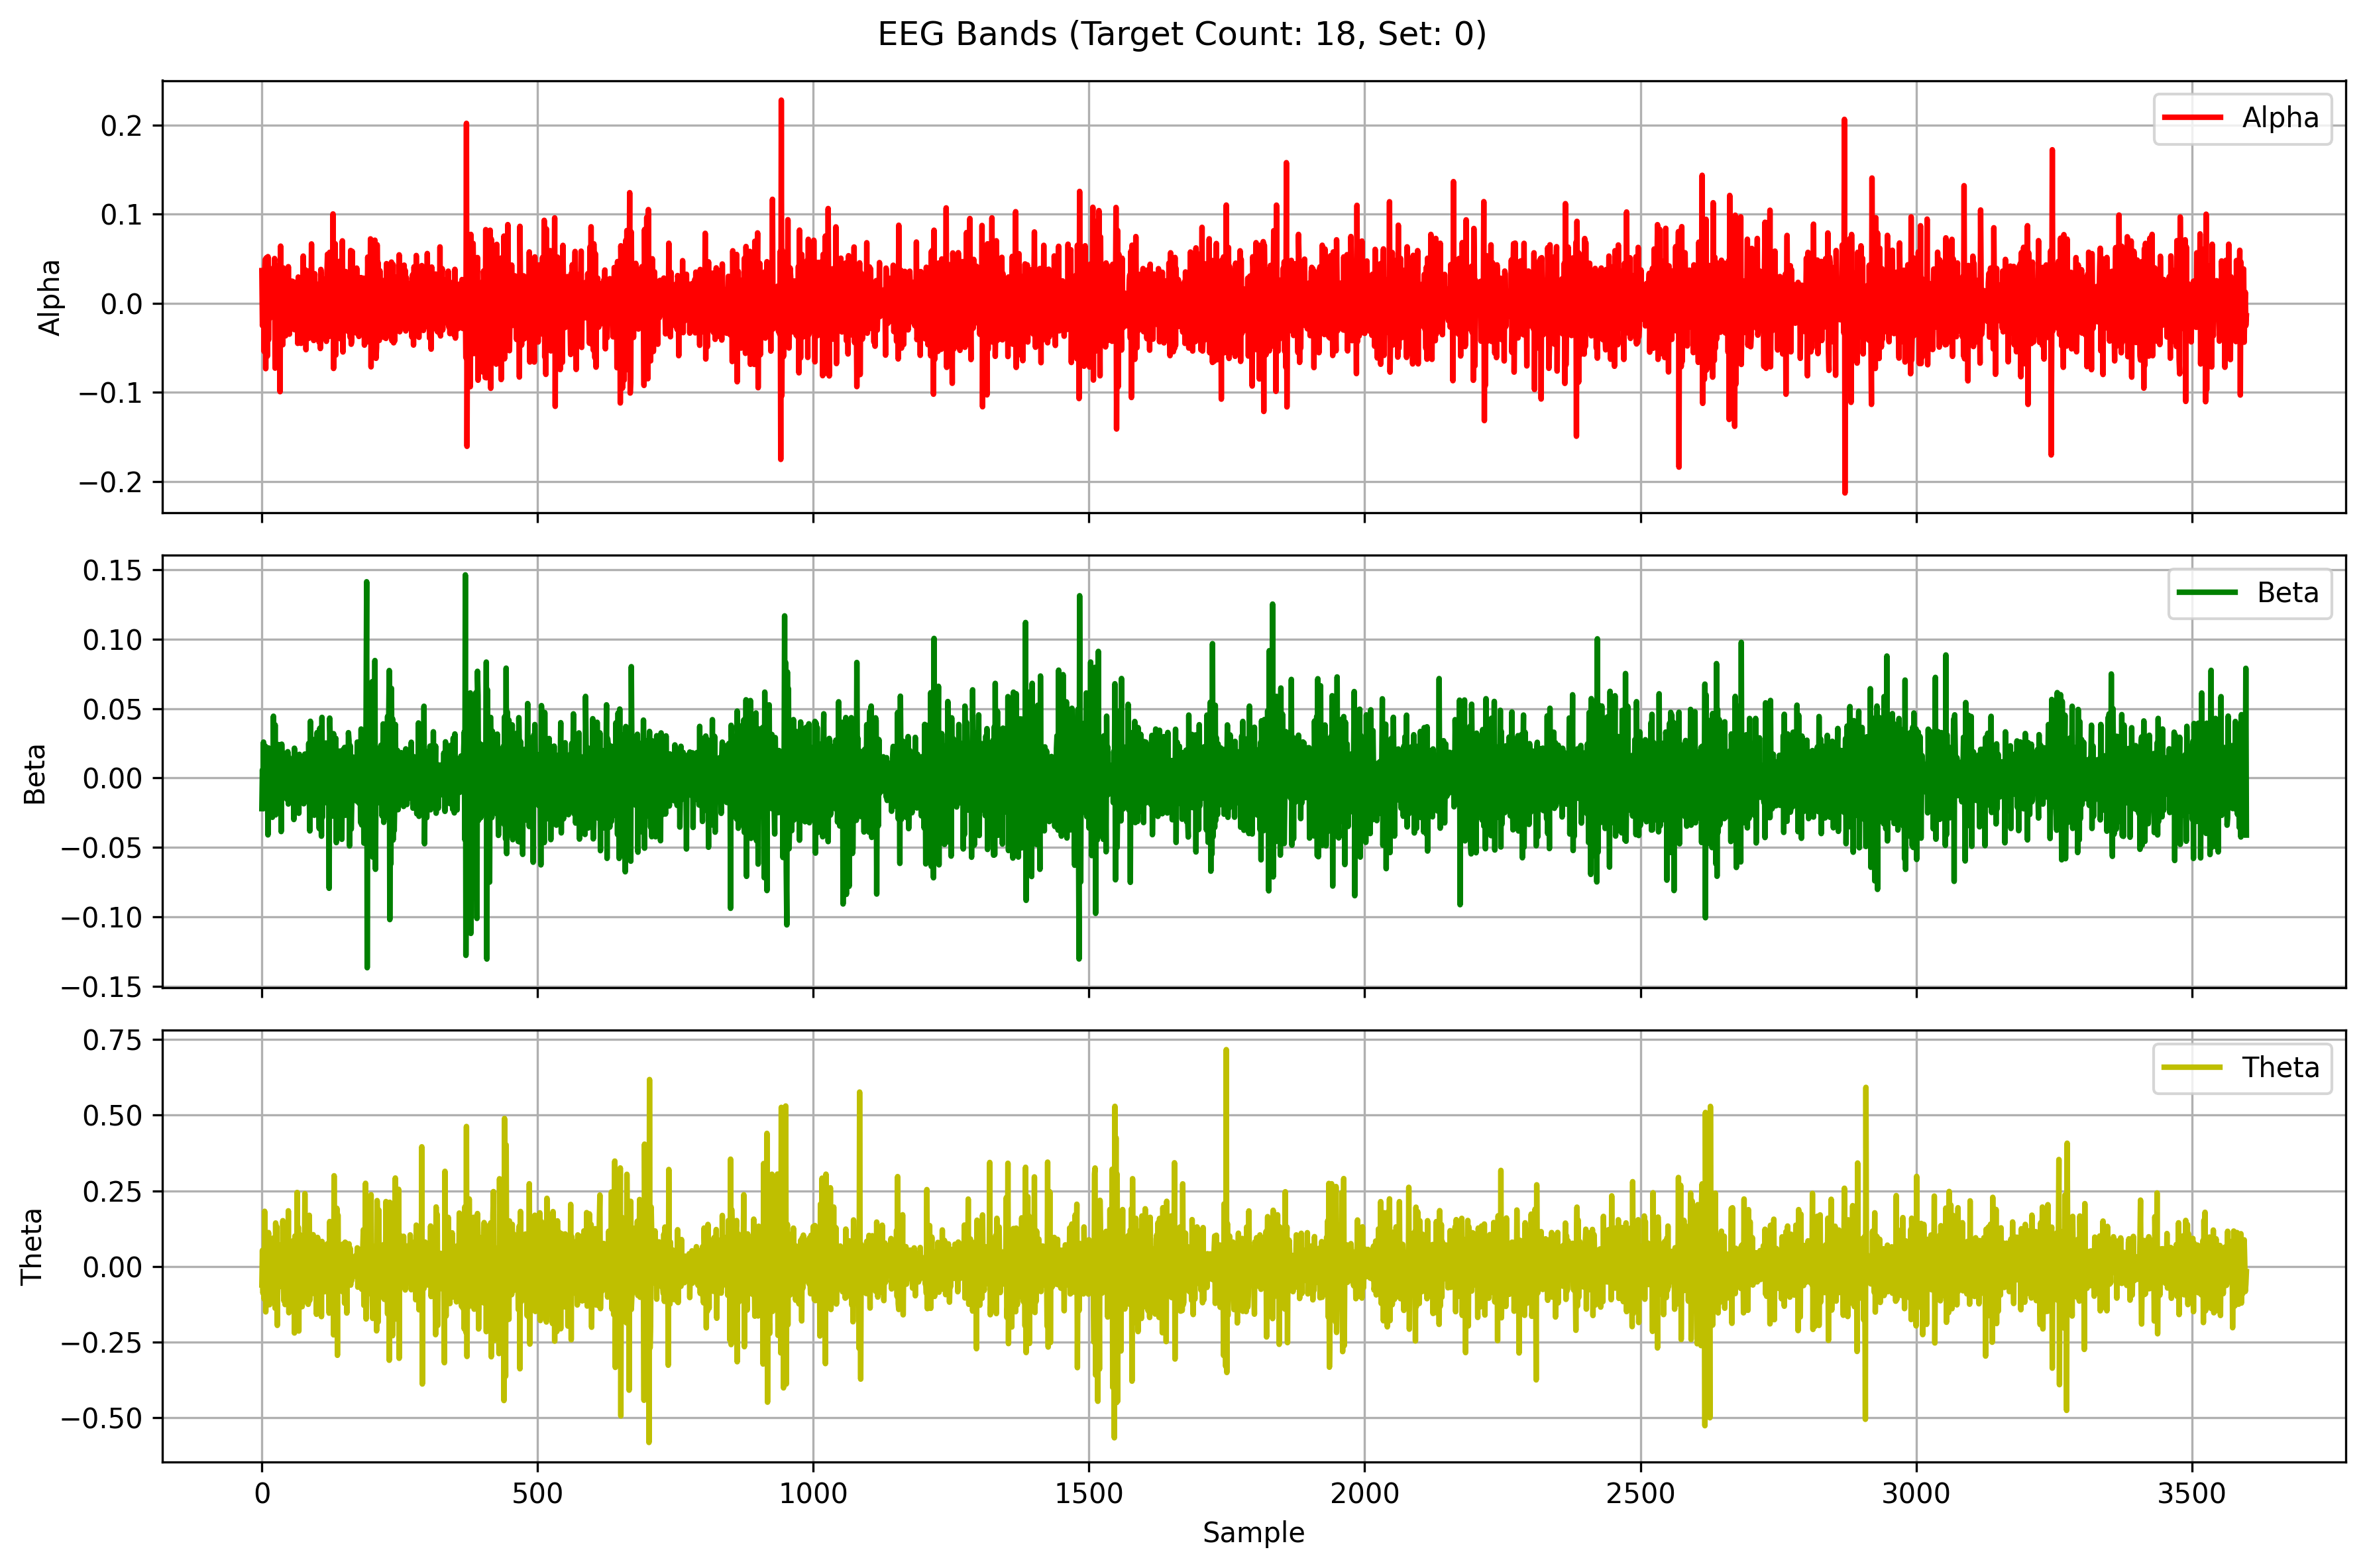 EEG Bands (Target Count: 18, Set: 0)
0.2
0.1
0.0
−0.1
−0.2
Alpha
Alpha
0.15
0.10
0.05
0.00
−0.05
−0.10
−0.15
Beta
Beta
0.75
0.50
0.25
0.00
−0.25
−0.50
Theta
Theta
0 500 1000 1500 2000 2500 3000 3500
Sample